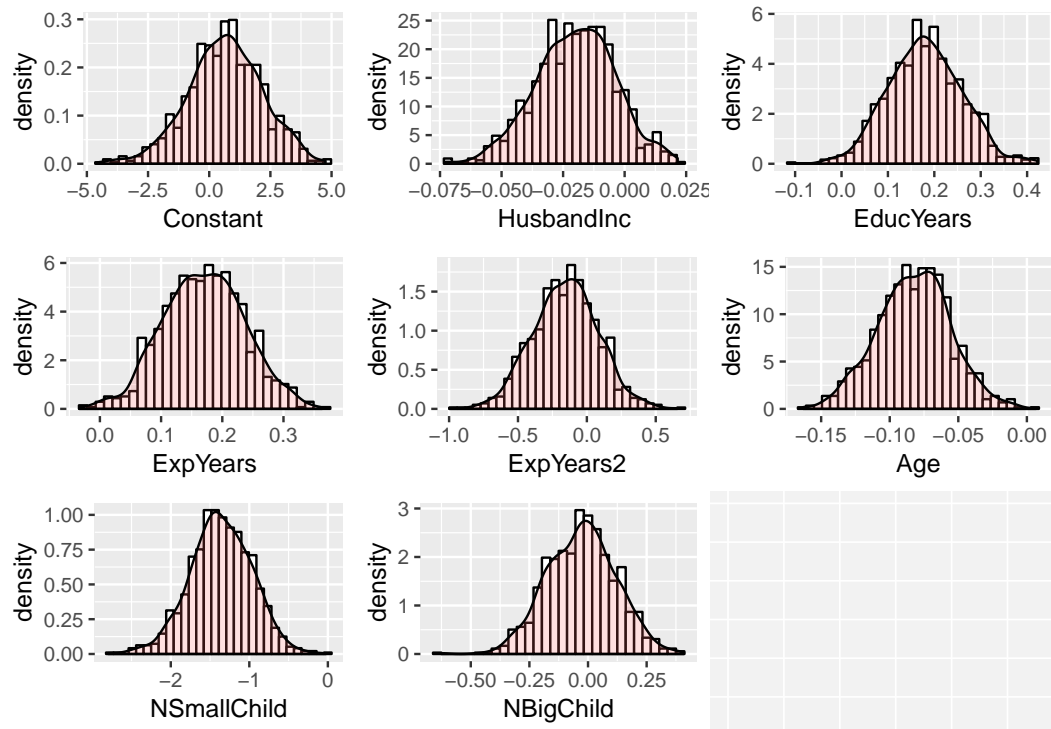 density
0.3
0.2
0.1
0.0
−5.0 −2.5 0.0 2.5 5.0
Constant
density
25
20
15
10
5
0
−0.075 −0.050 −0.025 0.000 0.025
HusbandInc
density
6
4
2
0
−0.1 0.0 0.1 0.2 0.3 0.4
EducYears
density
6
4
2
0
0.0 0.1 0.2 0.3
ExpYears
density
1.5
1.0
0.5
0.0
−1.0 −0.5 0.0 0.5
ExpYears2
density
15
10
5
0
−0.15 −0.10 −0.05 0.00
Age
density
1.00
0.75
0.50
0.25
0.00
−2 −1 0
NSmallChild
density
3
2
1
0
−0.50 −0.25 0.00 0.25
NBigChild